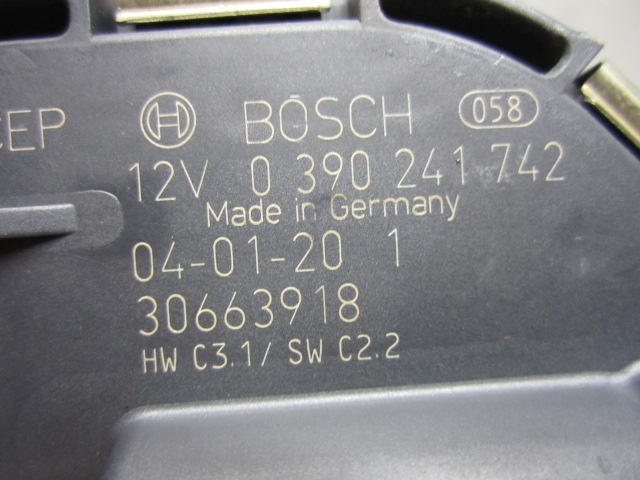 CEP
BOSCH 058
12V 0 390 241 742
Made in Germany
04-01-20 1
30663918
HW C3.1/ SW C2.2